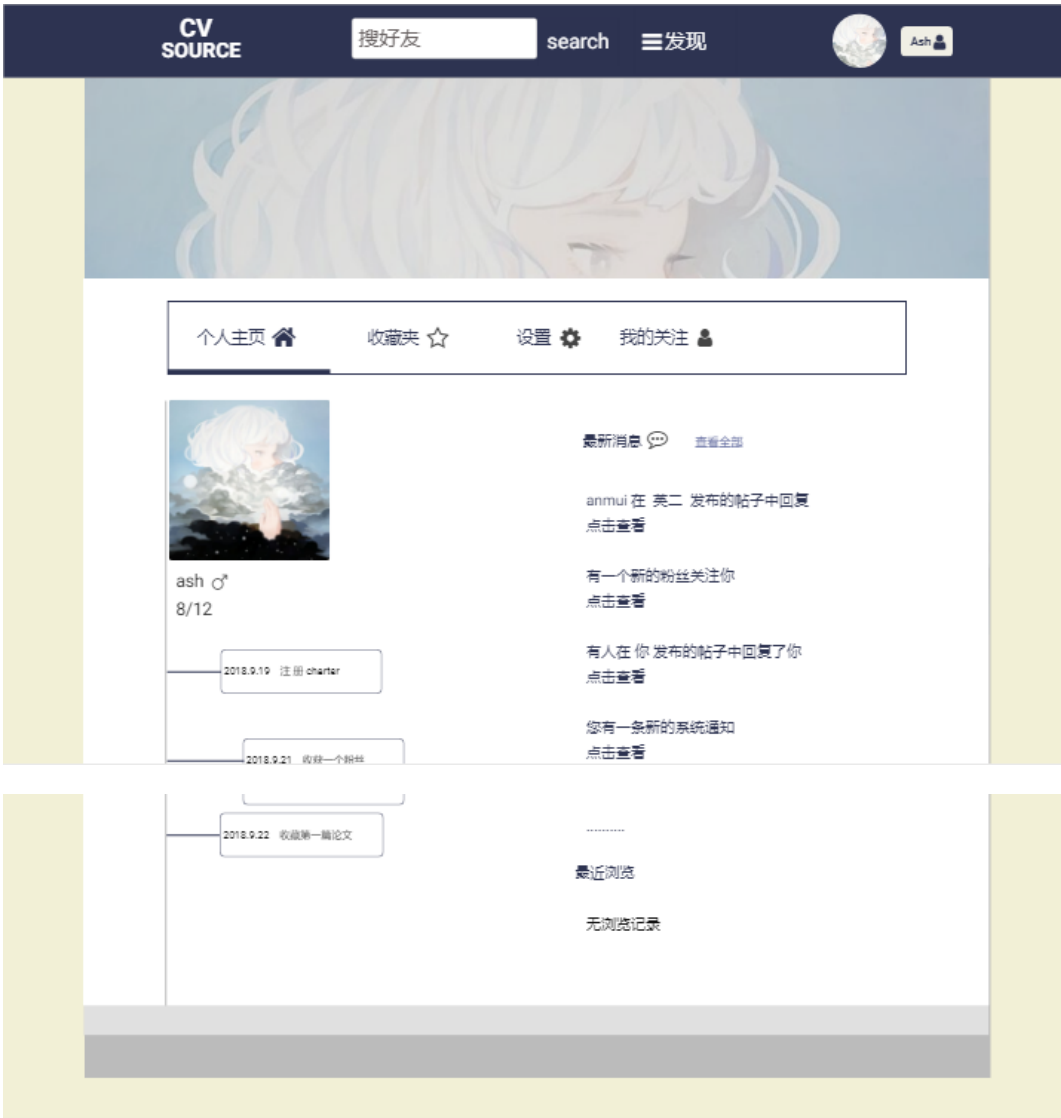 CV
SOURCE
搜好友
search
发现
Ash
个人主页
收藏夹
设置
我的关注
ash
8/12
2018.9.19 注册 charter
2018.9.21 收获一个粉丝
2018.9.22 收藏第一篇论文
最新消息 查看全部
anmui 在 英二 发布的帖子中回复
点击查看
有一个新的粉丝关注你
点击查看
有人在 你 发布的帖子中回复了你
点击查看
您有一条新的系统通知
点击查看
..........
最近浏览
无浏览记录